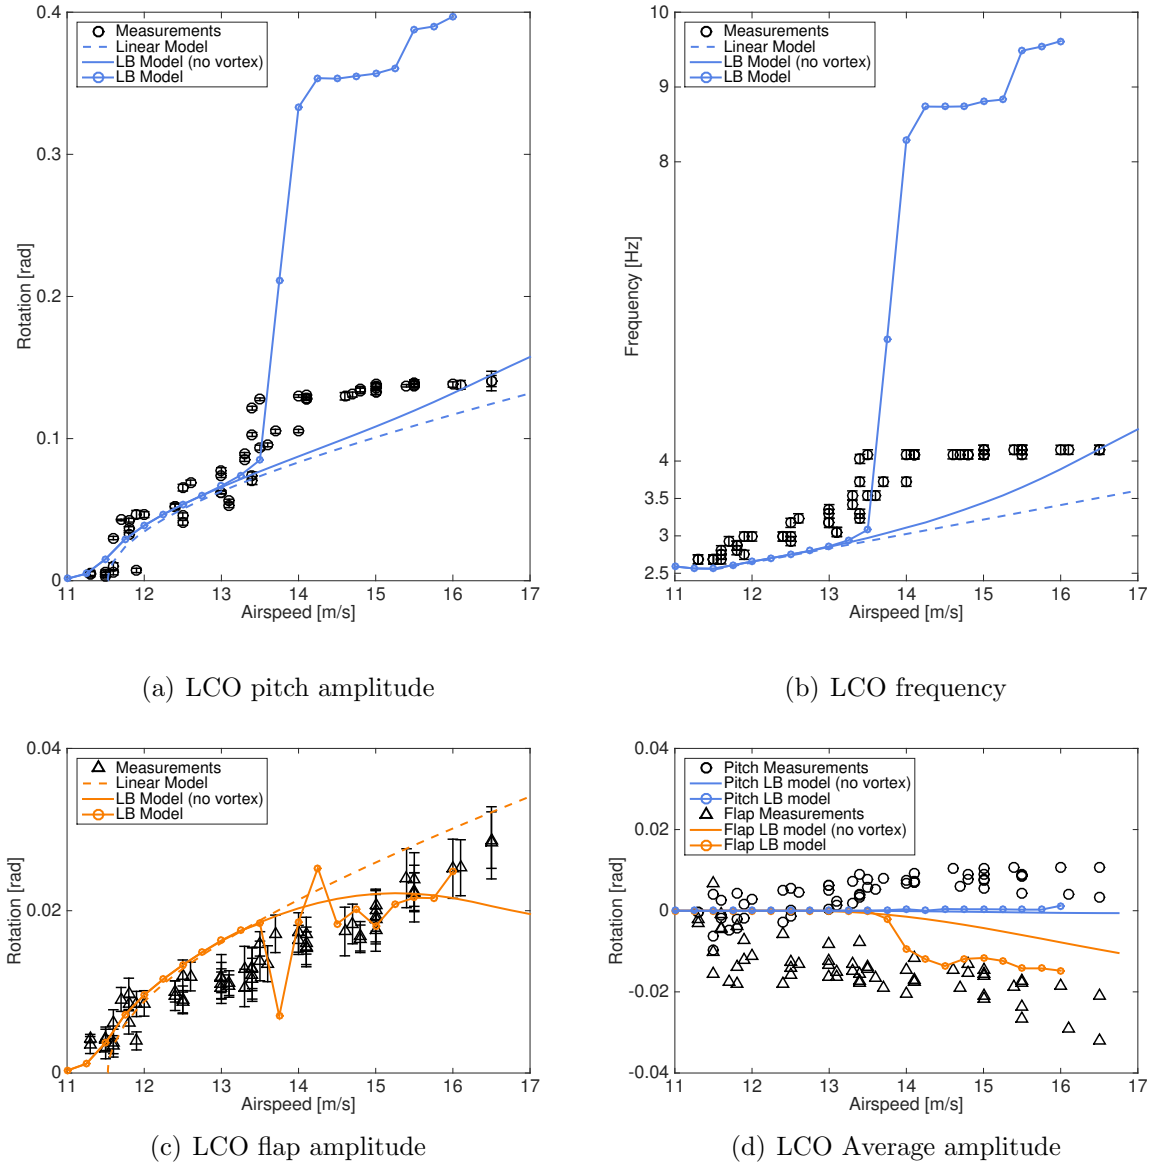 0.4
0.3
0.2
0.1
0
Rotation [rad]
Measurements
Linear Model
LB Model (no vortex)
LB Model
11 12 13 14 15 16 17
Airspeed [m/s]
(a) LCO pitch amplitude
10
9
8
4
3.5
3
2.5
Frequency [Hz]
Measurements
Linear Model
LB Model (no vortex)
LB Model
11 12 13 14 15 16 17
Airspeed [m/s]
(b) LCO frequency
0.04
0.02
0
Rotation [rad]
Measurements
Linear Model
LB Model (no vortex)
LB Model
11 12 13 14 15 16 17
Airspeed [m/s]
(c) LCO flap amplitude
0.04
0.02
0
-0.02
-0.04
Rotation [rad]
Pitch Measurements
Pitch LB model (no vortex)
Pitch LB model
Flap Measurements
Flap LB model (no vortex)
Flap LB model
11 12 13 14 15 16 17
Airspeed [m/s]
(d) LCO Average amplitude